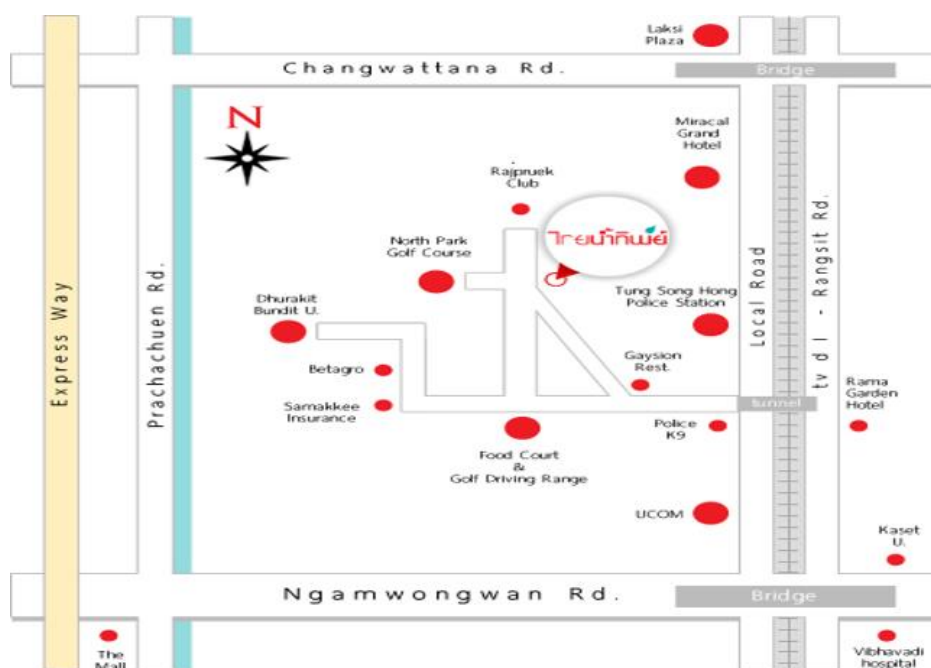 Laksi
Plaza
Changwattana Rd.
Bridge
N
Miracal
Grand
Hotel
Rajpruek
Club
ไทยน้ำทิพย์
North Park
Golf Course
Tung Song Hong
Police Station
Dhurakit
Bundit U.
Express Way
Prachachuen Rd.
Local Road
tv d l - Rangsit Rd.
Betagro
Gaysion
Rest.
Rama
Garden
Hotel
tunnel
Samakkee
Insurance
Police
K9
Food Court
&
Golf Driving Range
UCOM
Kaset
U.
Ngamwongwan Rd.
Bridge
The
Mall
Vibhavadi
hospital